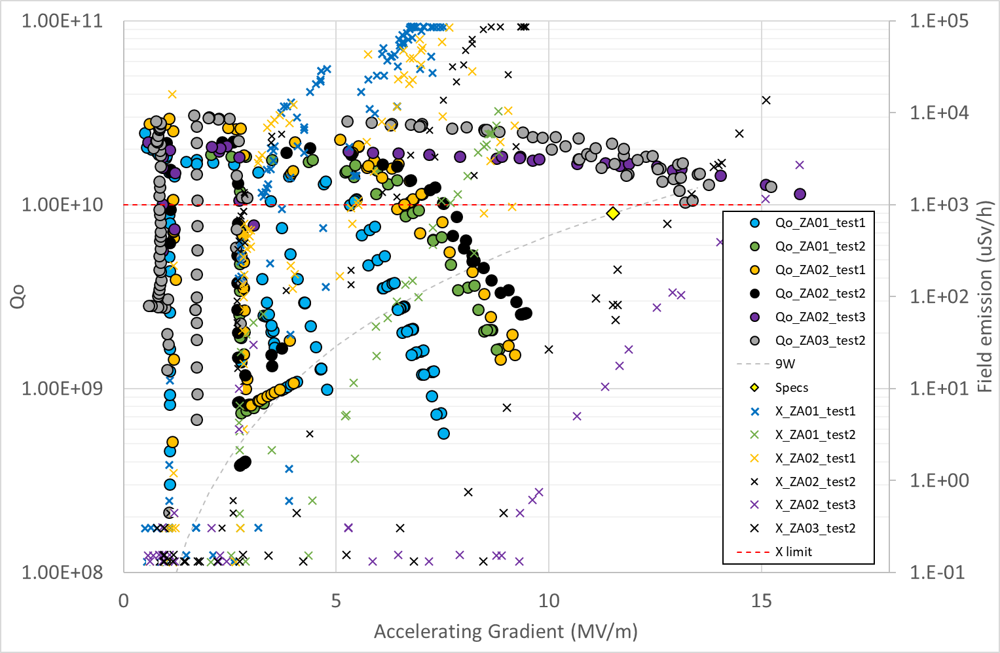 1.00E+11
1.00E+10
1.00E+09
1.00E+08
Qo
0
5
10
15
Accelerating Gradient (MV/m)
1.E+05
1.E+04
1.E+03
1.E+02
1.E+01
1.E+00
1.E-01
Field emission (uSv/h)
Qo_ZA01_test1
Qo_ZA01_test2
Qo_ZA02_test1
Qo_ZA02_test2
Qo_ZA02_test3
Qo_ZA03_test2
9W
Specs
X_ZA01_test1
X_ZA01_test2
X_ZA02_test1
X_ZA02_test2
X_ZA02_test3
X_ZA03_test2
X limit